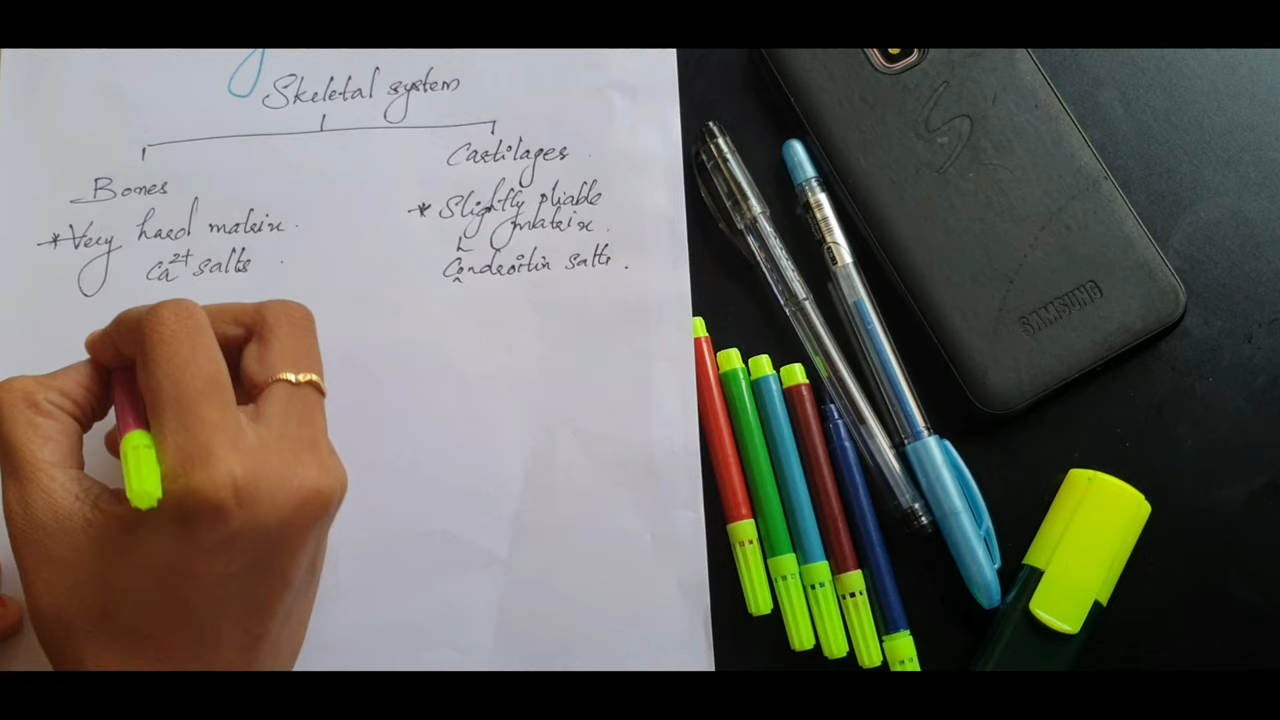 Skeletal system
Bones
*Very hard matrix.
Ca2+ salts.
Cartilages.
* Slightly pliable
matrix.
h
Condroitin salts.
^
SAMSUNG